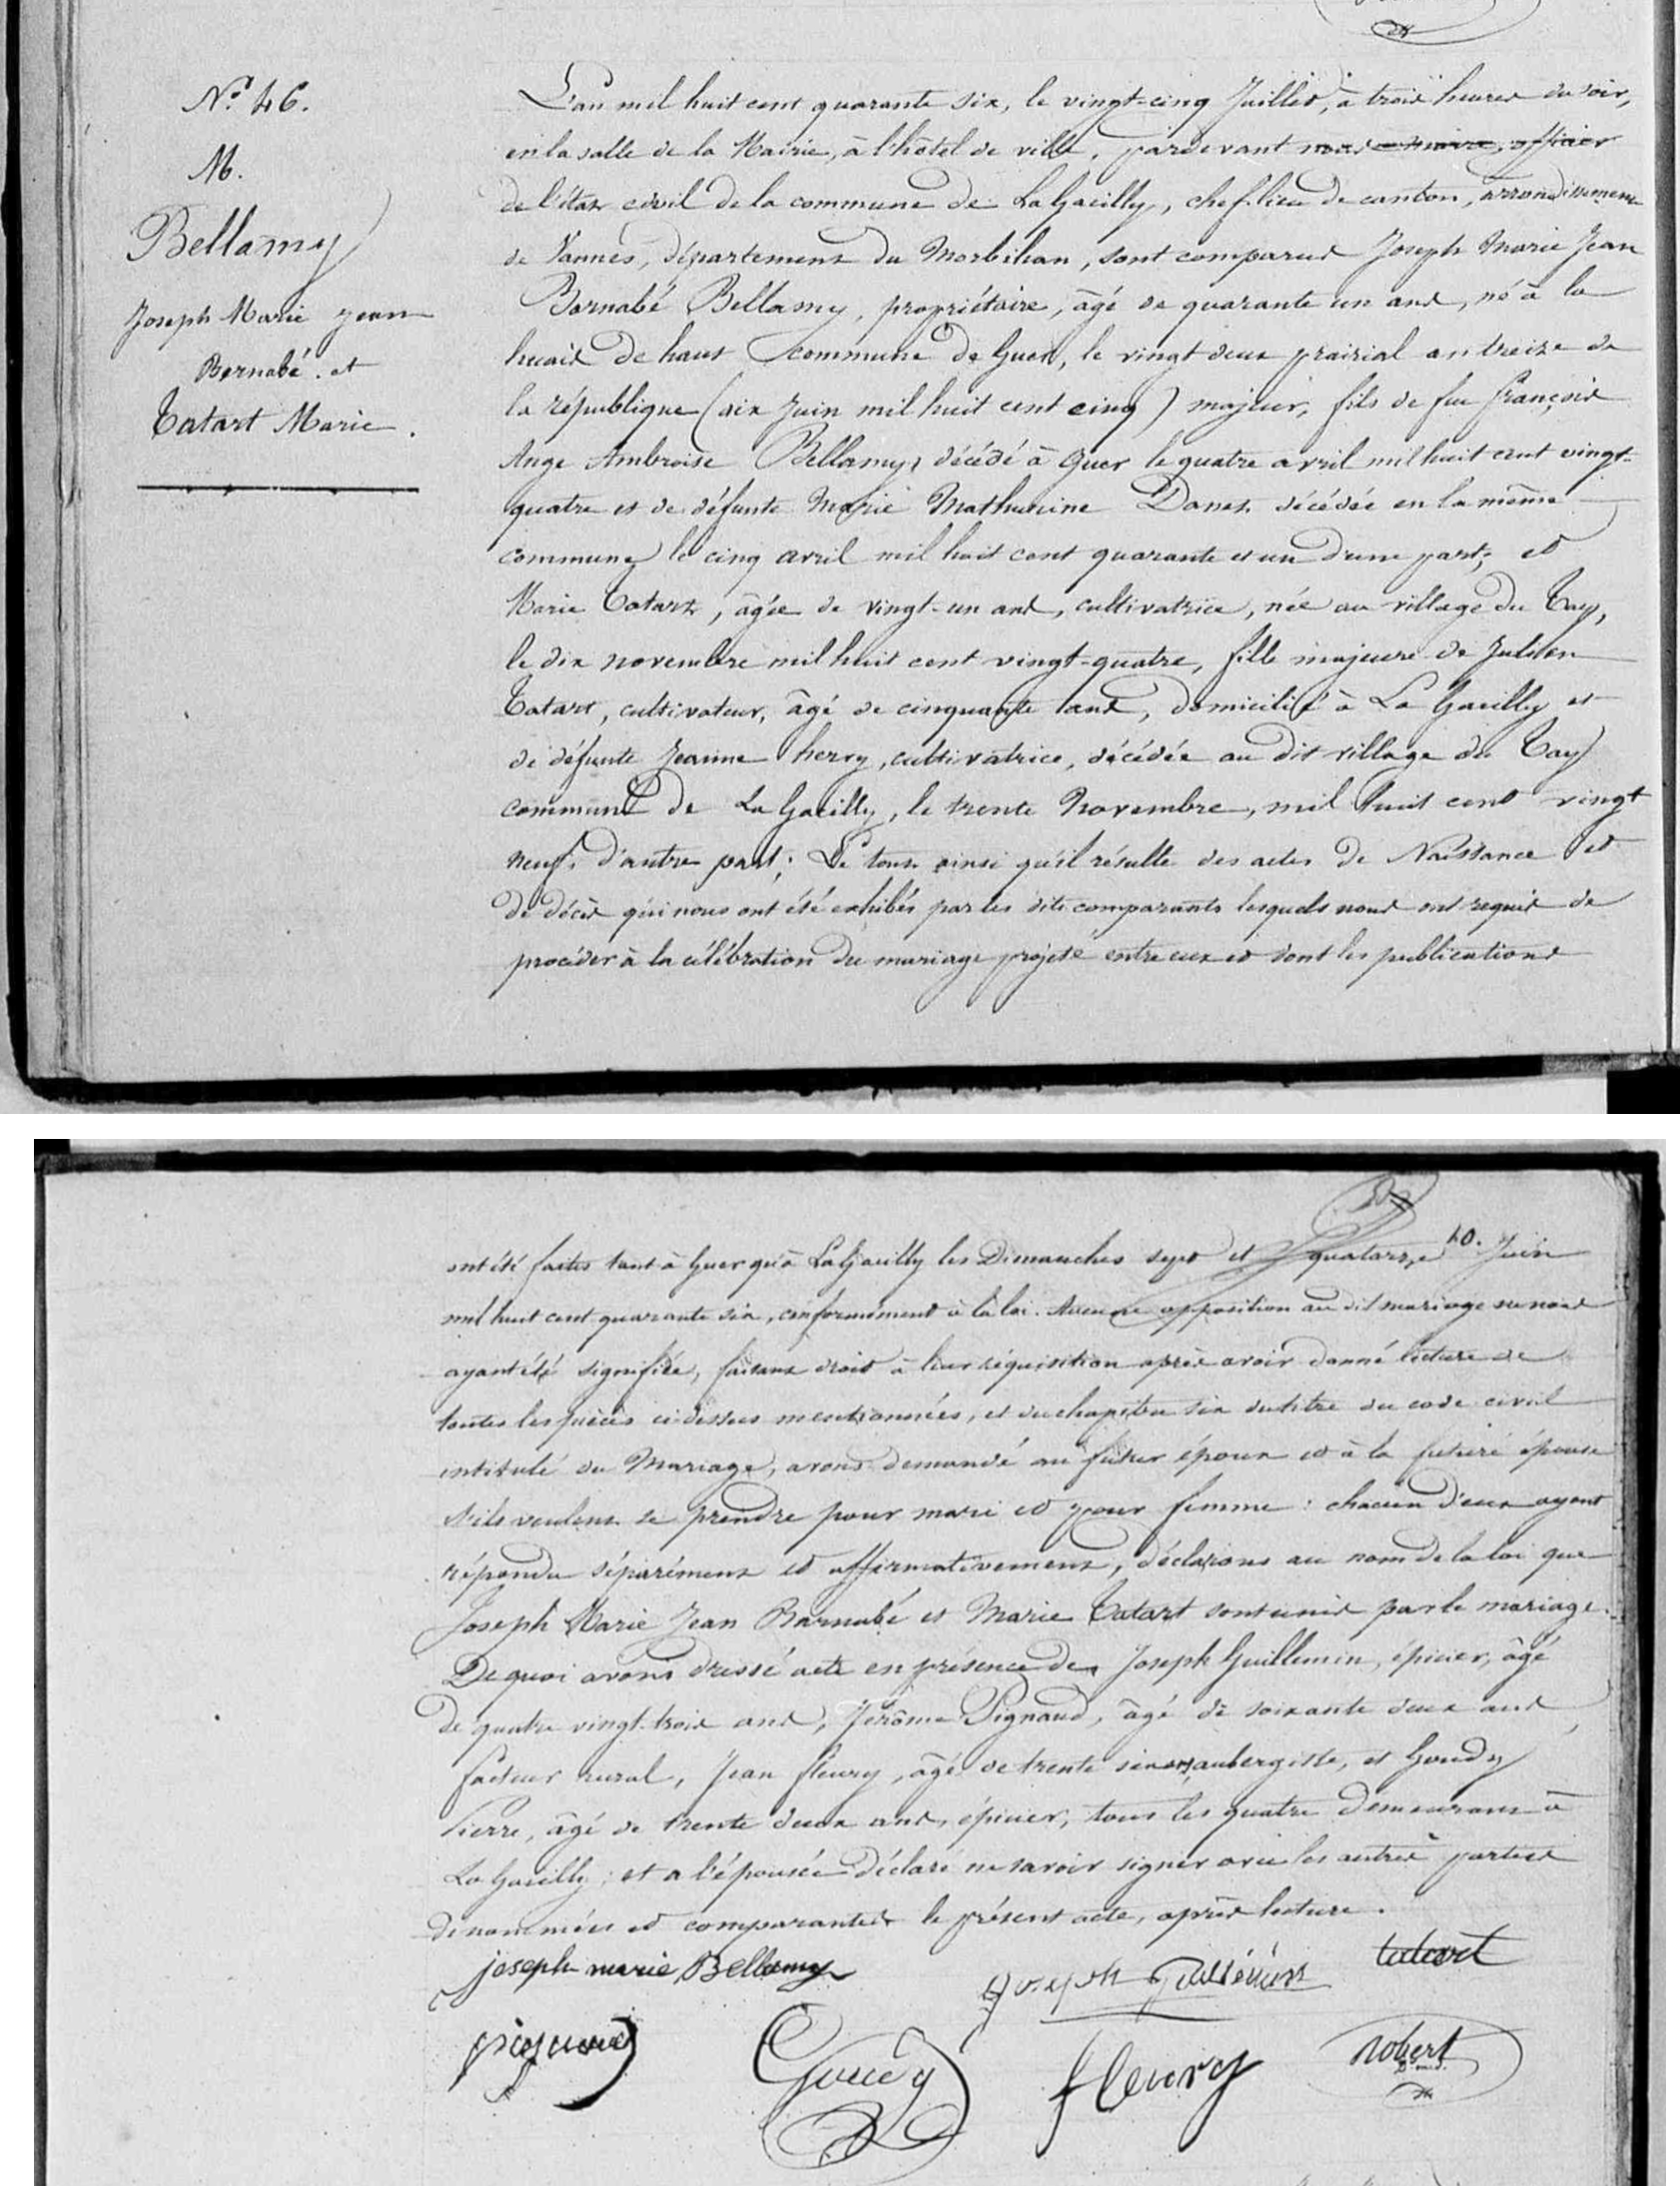 N.o 46.
M.
Bellamy
Joseph Marie Jean
Barnabé. et
Tatart Marie.
L'an mil huit cent quarante six, le vingt-cinq Juillet, à trois heures du soir,
en la salle de la Mairie, à l'hôtel de ville, pardevant nous maire, officier
de l'état civil de la commune de La Gacilly, chef-lieu de canton, arrondissement
de Vannes, département du Morbihan, sont comparus Joseph Marie Jean
Barnabé Bellamy, propriétaire, âgé de quarante un ans, né à la
huais de haut commune de Guer, le vingt deux prairial an treize de
la république (dix Juin mil huit cent cinq) majeur, fils de feu François
Ange Ambroise Bellamy, décédé à Guer le quatre avril mil huit cent vingt-
quatre et de défunte Marie Mathurine Danet décédée en la même
commune le cinq avril mil huit cent quarante et un d'une part; et
Marie Tatart, âgée de vingt-un ans, cultivatrice, née au village du Tay,
le dix novembre mil huit cent vingt-quatre, fille majeure de Julien
Tatart, cultivateur, âgé de cinquante ans, domicilié à La Gacilly et
de défunte Jeanne herry, cultivatrice, décédée au dit village du Tay
commune de La Gacilly, le trente Novembre, mil huit cent vingt
neuf, d'autre part; Le tout ainsi qu'il résulte des actes de Naissance et
de décès qui nous ont été exhibés par les dits comparants lesquels nous ont requis de
procéder à la célébration du mariage projeté entre eux et dont les publications
ont été faites tant à Guer qu'à La Gacilly les Dimanches sept et quatorze Juin
mil huit cent quarante six, conformément à la loi. Aucune opposition au dit mariage ne nous
ayant été signifiée, faisant droit à leur réquisition après avoir donné lecture de
toutes les pièces ci dessus mentionnées, et du chapitre six du titre du code civil
intitulé du Mariage, avons demandé au futur époux et à la future épouse
s'ils veulent se prendre pour mari et pour femme: chacun d'eux ayant
répondu séparément et affirmativement, déclarons au nom de la loi que
Joseph Marie Jean Barnabé et Marie Tatart sont unis par le mariage.
De quoi avons dressé acte en présence de Joseph Guillemin, épicier, âgé
de quatre vingt-trois ans, Jérôme Pignaud, âgé de soixante deux ans,
facteur rural, Jean fleury, âgé de trente six ans, aubergiste, et Goudy
Pierre, âgé de trente deux ans, épicier, tous les quatre demeurans à
La Gacilly; et a l'épousée déclaré ne savoir signer avec les autres parties
dénommées et comparantes le présent acte, après lecture.
joseph marie Bellamy
joseph Guillemin
tatart
pignaud
Goudy
fleury
robert